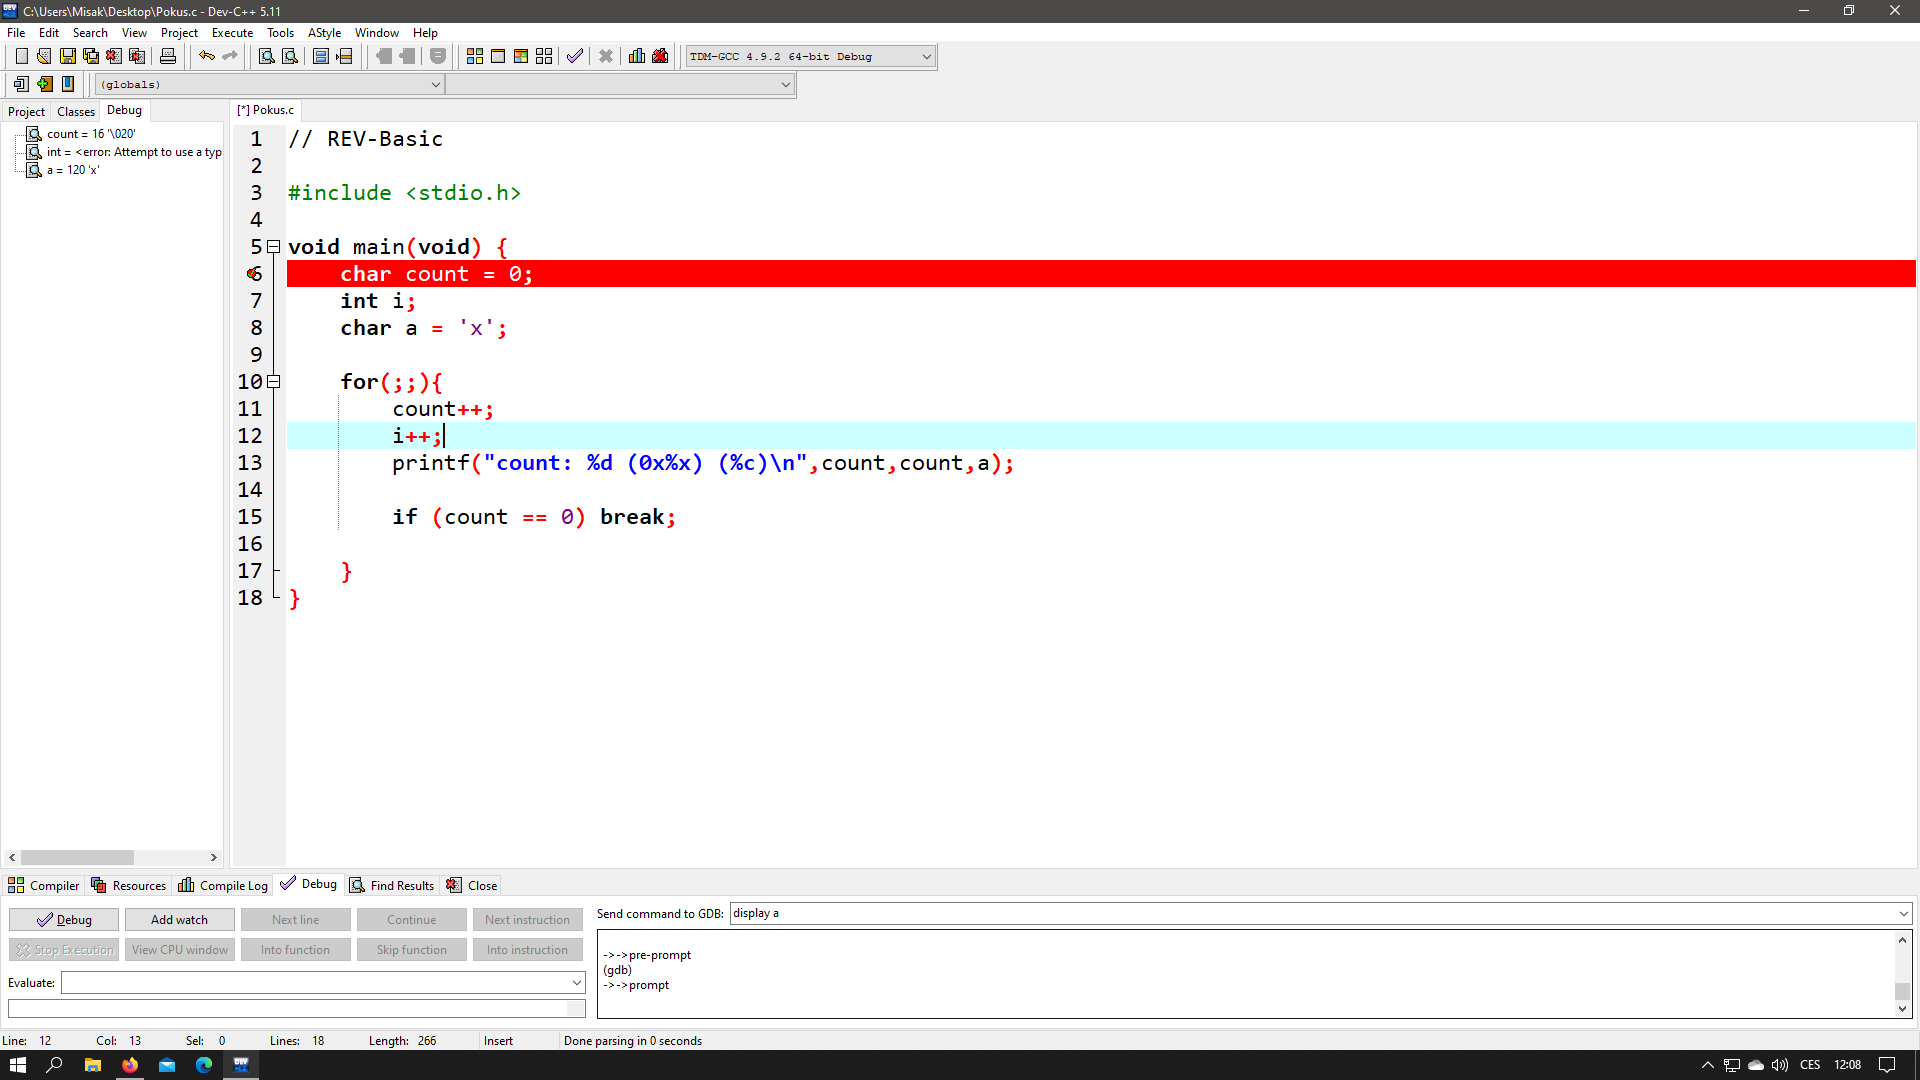 C:\Users\Misak\Desktop\Pokus.c - Dev-C++ 5.11
File Edit Search View Project Execute Tools AStyle Window Help
TDM-GCC 4.9.2 64-bit Debug
(globals)
Project Classes Debug
[*] Pokus.c
count = 16 '\020'
int = <error: Attempt to use a typ
a = 120 'x'
1 // REV-Basic
2
3 #include <stdio.h>
4
5 void main(void) {
6 char count = 0;
7 int i;
8 char a = 'x';
9
10 for(;;){
11 count++;
12 i++;
13 printf("count: %d (0x%x) (%c)\n",count,count,a);
14
15 if (count == 0) break;
16
17 }
18 }
Compiler Resources Compile Log Debug Find Results Close
Debug Add watch Next line Continue Next instruction
Stop Execution View CPU window Into function Skip function Into instruction
Evaluate:
Send command to GDB: display a
->->pre-prompt
(gdb)
->->prompt
Line: 12 Col: 13 Sel: 0 Lines: 18 Length: 266 Insert Done parsing in 0 seconds
DEV CES 12:08